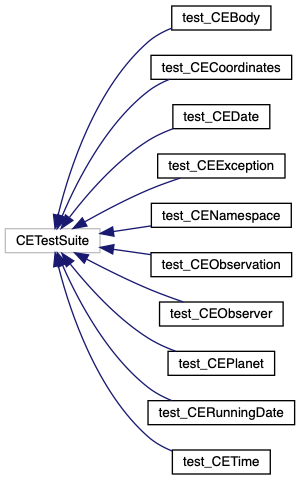 test_CEBody
test_CECoordinates
test_CEDate
test_CEException
test_CENamespace
CETestSuite
test_CEObservation
test_CEObserver
test_CEPlanet
test_CERunningDate
test_CETime